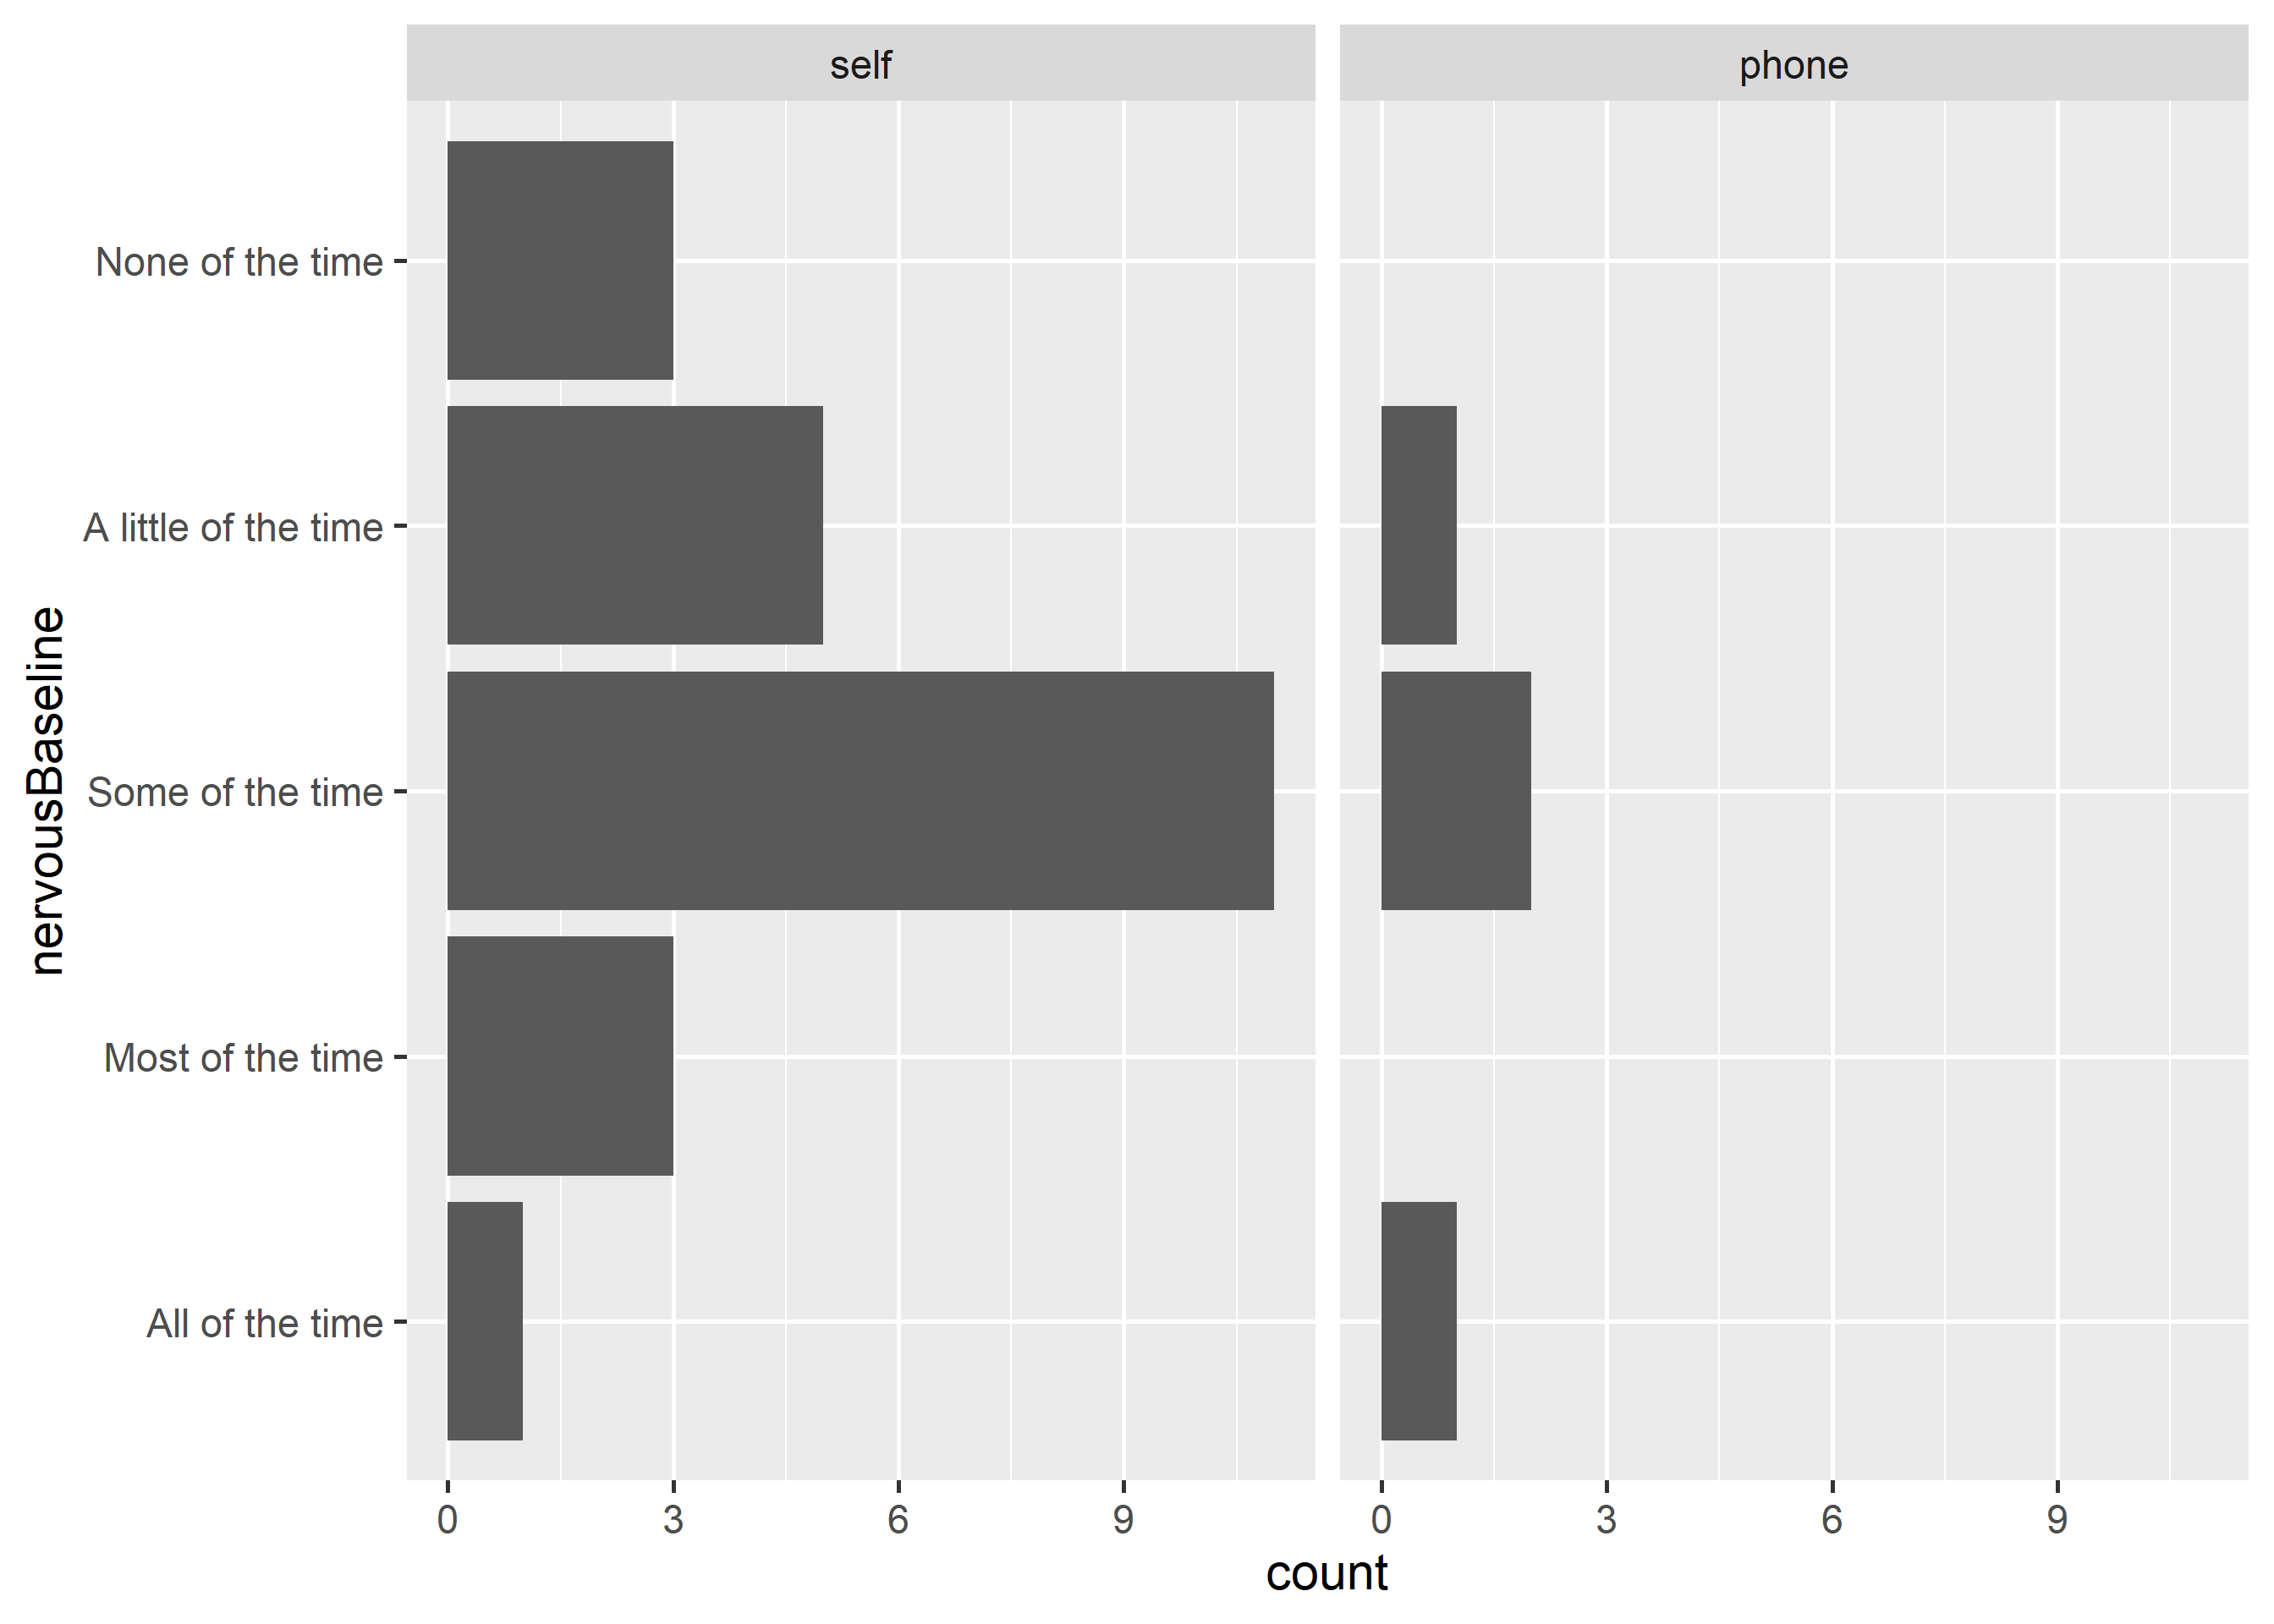 self
phone
None of the time
A little of the time
Some of the time
Most of the time
All of the time
nervousBaseline
0 3 6 9
0 3 6 9
count